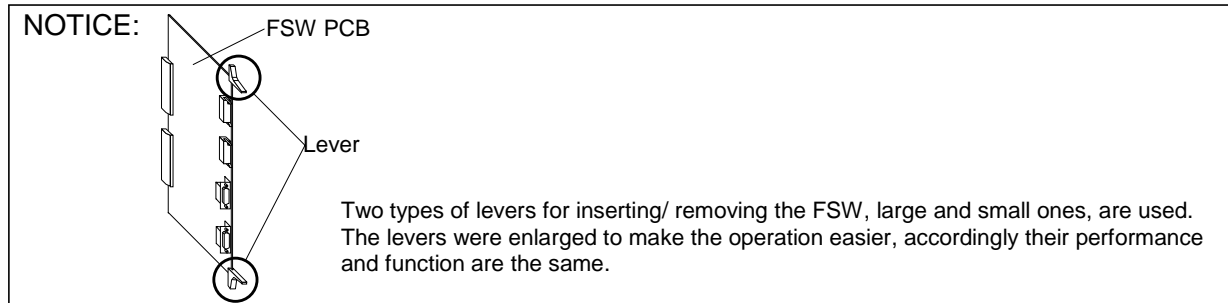 NOTICE:
FSW PCB
Lever
Two types of levers for inserting/ removing the FSW, large and small ones, are used.
The levers were enlarged to make the operation easier, accordingly their performance
and function are the same.